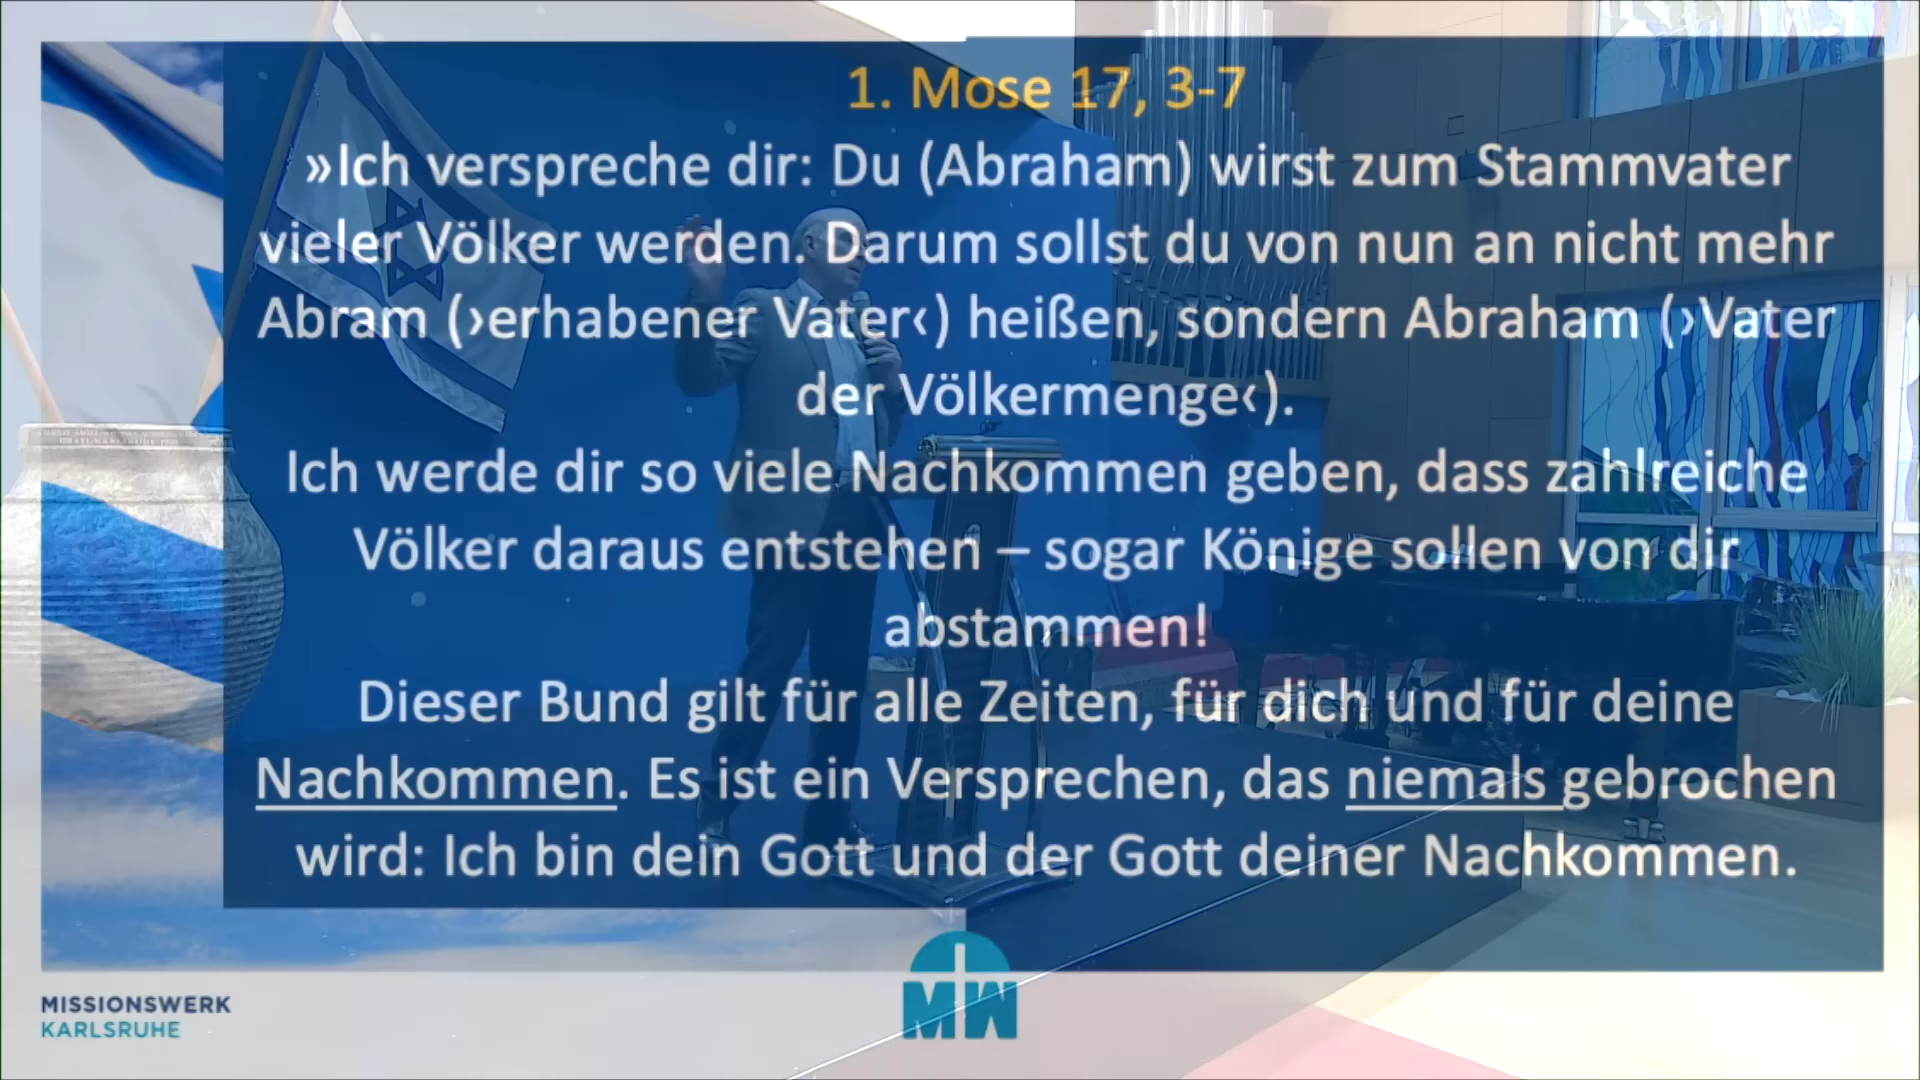 1. Mose 17, 3-7
»Ich verspreche dir: Du (Abraham) wirst zum Stammvater
vieler Völker werden. Darum sollst du von nun an nicht mehr
Abram (›erhabener Vater‹) heißen, sondern Abraham (›Vater
der Völkermenge‹).
Ich werde dir so viele Nachkommen geben, dass zahlreiche
Völker daraus entstehen – sogar Könige sollen von dir
abstammen!
Dieser Bund gilt für alle Zeiten, für dich und für deine
Nachkommen. Es ist ein Versprechen, das niemals gebrochen
wird: Ich bin dein Gott und der Gott deiner Nachkommen.
MISSIONSWERK
KARLSRUHE
MW